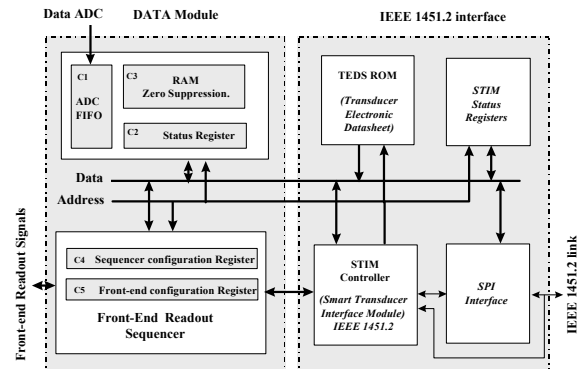 Data ADC
DATA Module
IEEE 1451.2 interface
C1
ADC
FIFO
C3
RAM
Zero Suppression.
C2
Status Register
TEDS ROM
(Transducer
Electronic
Datasheet)
STIM
Status
Registers
Data
Address
C4
Sequencer configuration Register
C5
Front-end configuration Register
Front-End Readout
Sequencer
STIM
Controller
(Smart Transducer
Interface Module)
IEEE 1451.2
SPI
Interface
Front-end Readout Signals
IEEE 1451.2 link